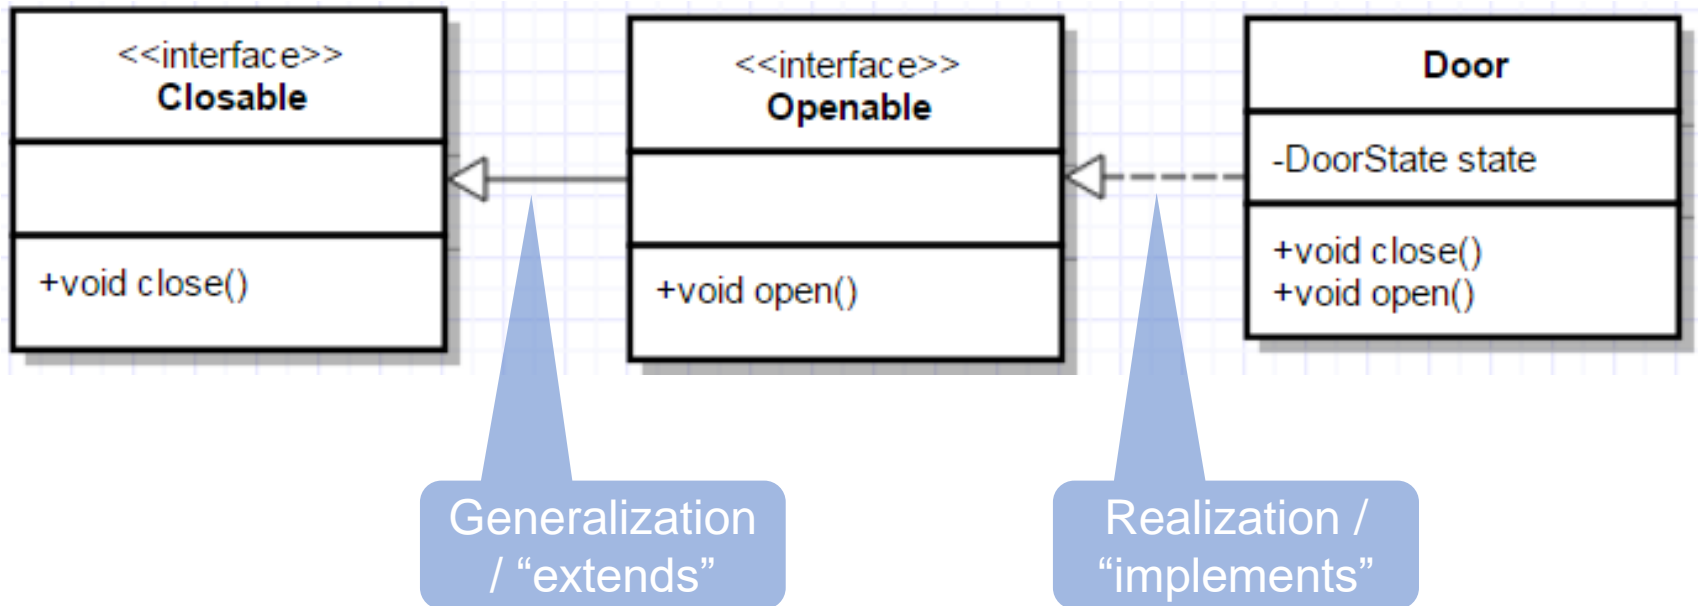 <<interface>>
Closable
+void close()
<<interface>>
Openable
+void open()
Door
-DoorState state
+void close()
+void open()
Generalization
/ “extends”
Realization /
“implements”